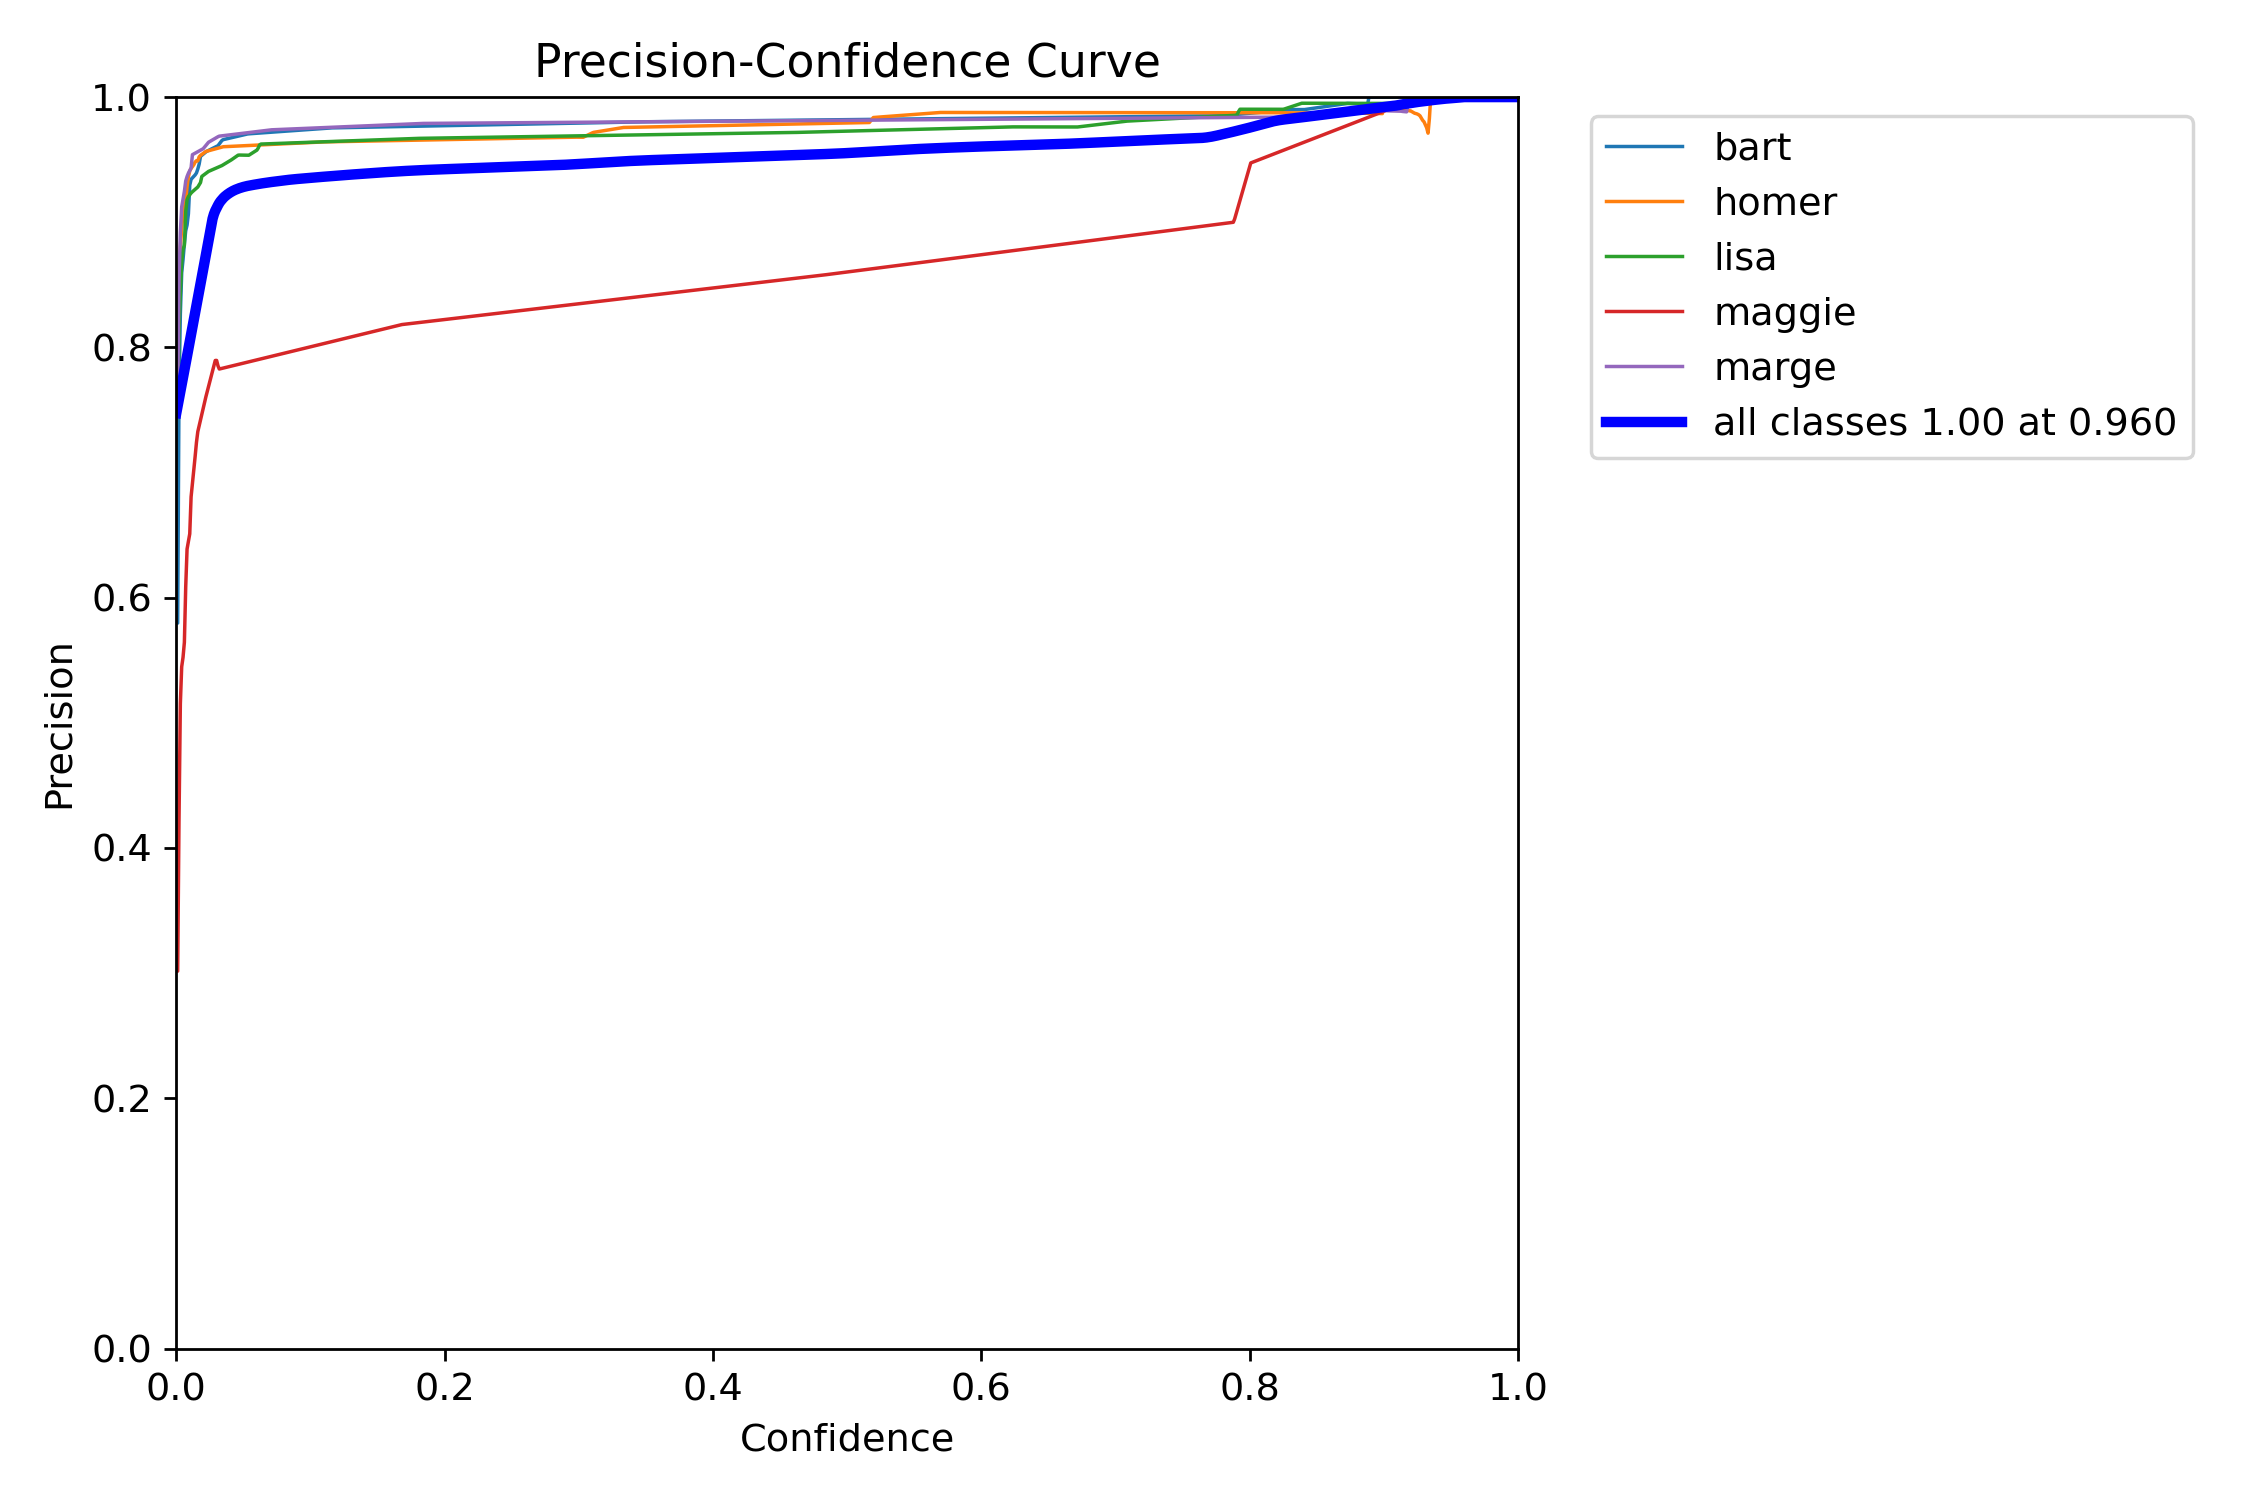 Precision-Confidence Curve
1.0
0.8
0.6
0.4
0.2
0.0
Precision
0.0 0.2 0.4 0.6 0.8 1.0
Confidence
bart
homer
lisa
maggie
marge
all classes 1.00 at 0.960